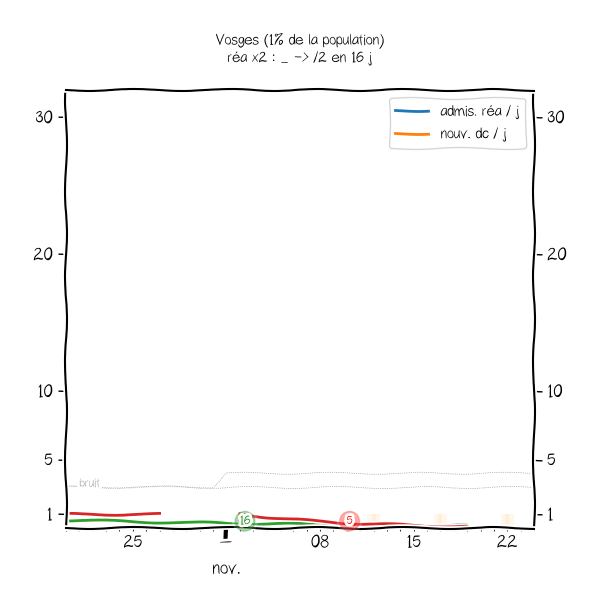 Vosges (1% de la population)
réa x2 : _ -> /2 en 16 j
admis. réa / j
nouv. dc / j
30
30
20
20
10
10
5
5
bruit
1
16
5
1
25
08
15
22
nov.